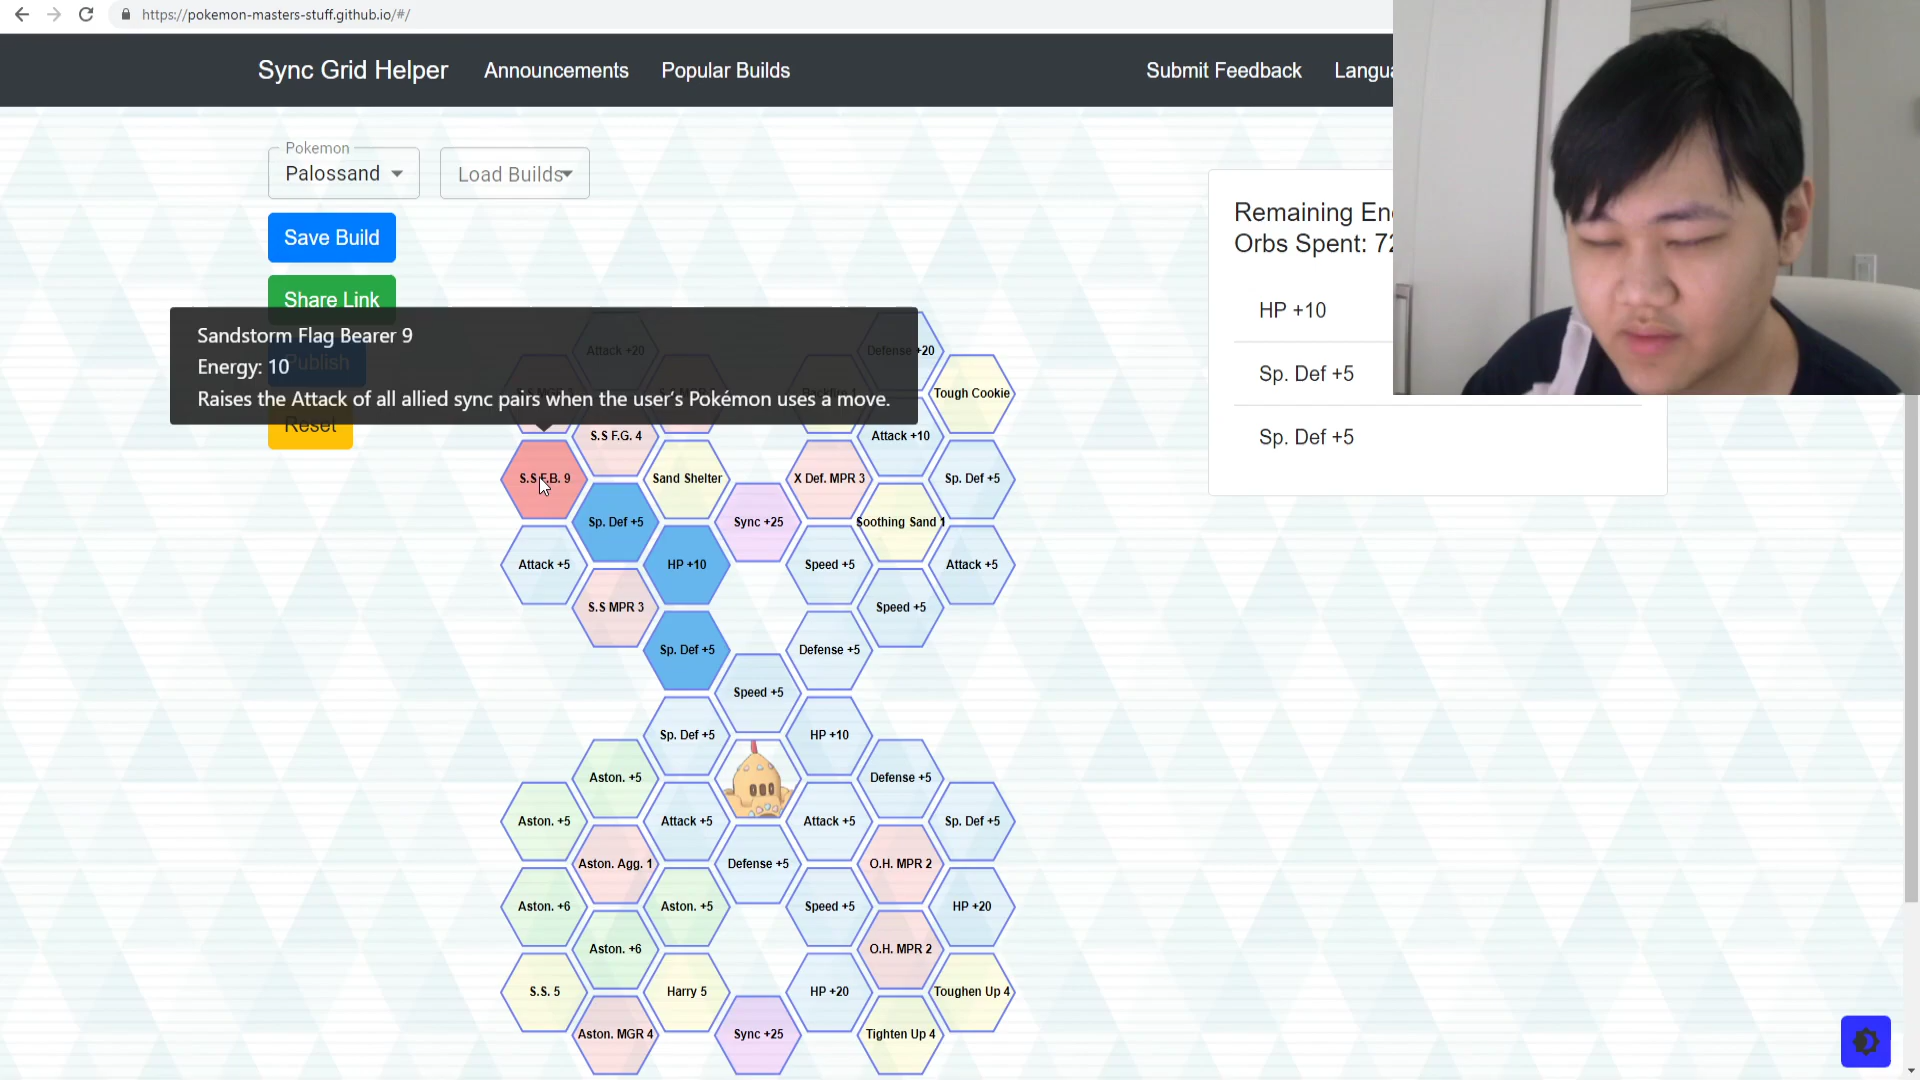 https://pokemon-masters-stuff.github.io/#/
Sync Grid Helper
Announcements
Popular Builds
Submit Feedback
Pokemon
Palossand
Load Builds
Save Build
Share Link
Publish
Reset
Sandstorm Flag Bearer 9
Energy: 10
Raises the Attack of all allied sync pairs when the user's Pokémon uses a move.
Orbs Spent: 72
Remaining
HP +10
Sp. Def +5
Sp. Def +5
Attack +20
Defense +20
Tough Cookie
S.S F.G. 4
Attack +10
S.S F.B. 9
Sand Shelter
X Def. MPR 3
Sp. Def +5
Sp. Def +5
Sync +25
Soothing Sand 1
Attack +5
HP +10
Speed +5
Attack +5
S.S MPR 3
Speed +5
Sp. Def +5
Defense +5
Speed +5
Sp. Def +5
HP +10
Aston. +5
Defense +5
Aston. +5
Attack +5
Attack +5
Sp. Def +5
Aston. Agg. 1
Defense +5
O.H. MPR 2
Aston. +6
Aston. +5
Speed +5
HP +20
Aston. +6
O.H. MPR 2
S.S. 5
Harry 5
HP +20
Toughen Up 4
Aston. MGR 4
Sync +25
Tighten Up 4